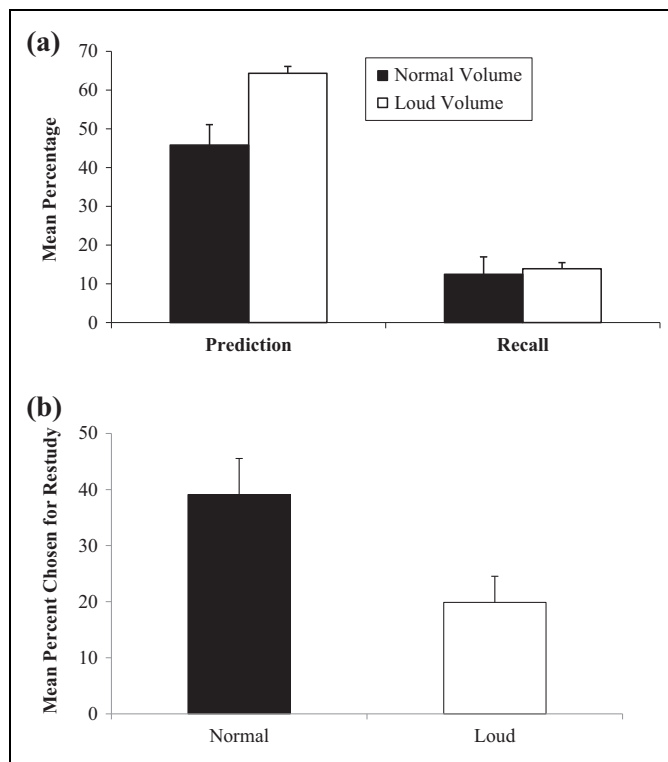 (a)
70
60
50
40
30
20
10
0
Mean Percentage
Normal Volume
Loud Volume
Prediction Recall
(b)
50
40
30
20
10
0
Mean Percent Chosen for Restudy
Normal Loud